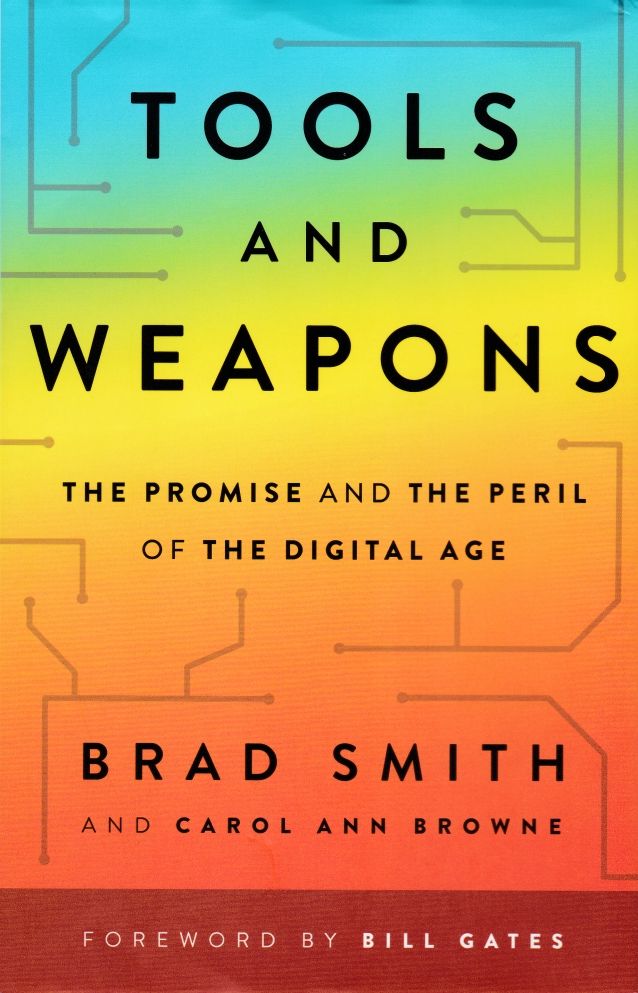 TOOLS
AND
WEAPONS
THE PROMISE AND THE PERIL
OF THE DIGITAL AGE
BRAD SMITH
AND CAROL ANN BROWNE
FOREWORD BY BILL GATES